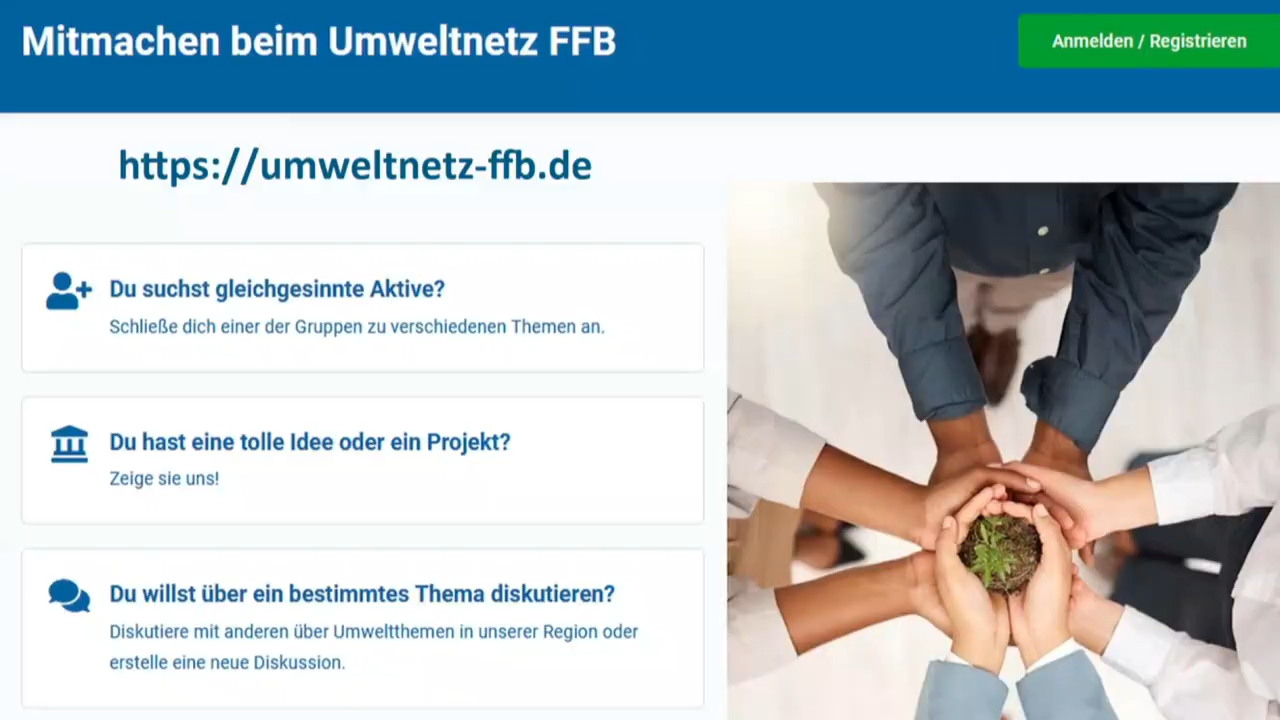 Mitmachen beim Umweltnetz FFB
Anmelden / Registrieren
https://umweltnetz-ffb.de
Du suchst gleichgesinnte Aktive?
Schließe dich einer der Gruppen zu verschiedenen Themen an.
Du hast eine tolle Idee oder ein Projekt?
Zeige sie uns!
Du willst über ein bestimmtes Thema diskutieren?
Diskutiere mit anderen über Umweltthemen in unserer Region oder
erstelle eine neue Diskussion.